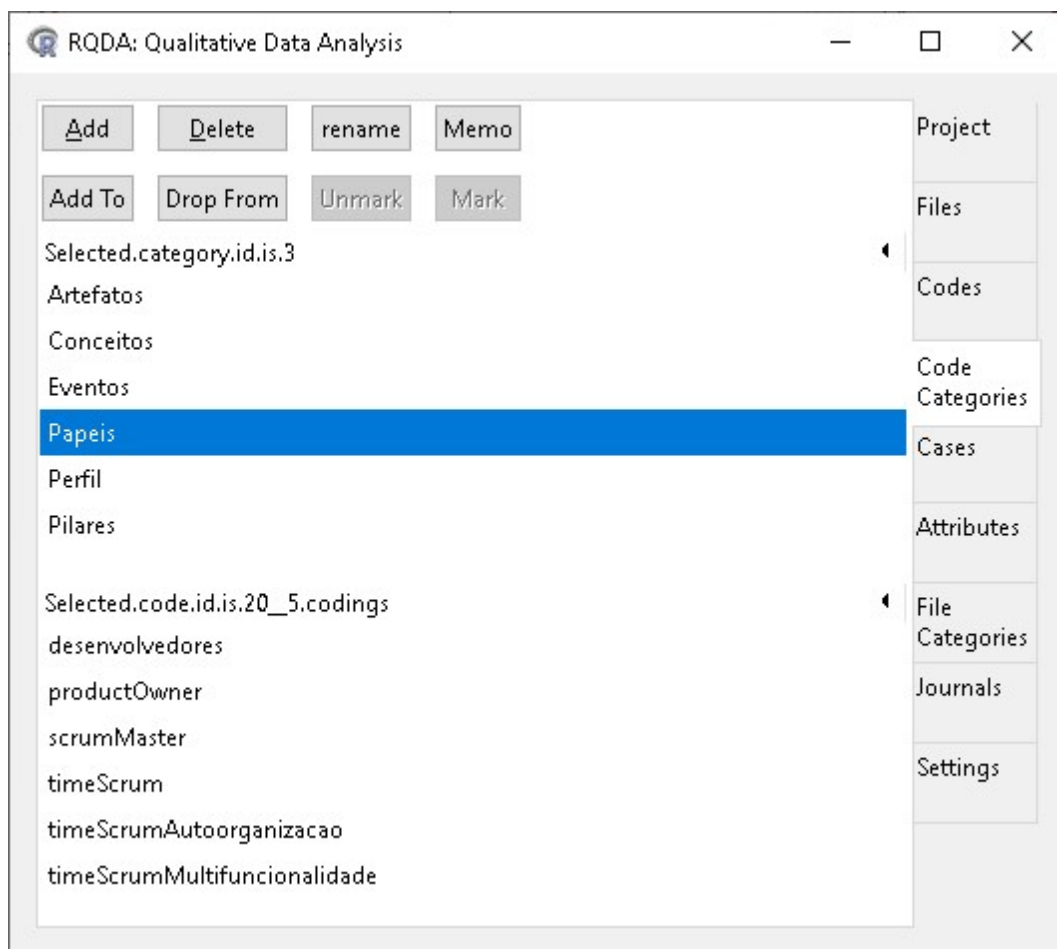 RQDA: Qualitative Data Analysis
Add Delete rename Memo
Add To Drop From Unmark Mark
Selected.category.id.is.3
Artefatos
Conceitos
Eventos
Papeis
Perfil
Pilares
Selected.code.id.is.20__5.codings
desenvolvedores
productOwner
scrumMaster
timeScrum
timeScrumAutoorganizacao
timeScrumMultifuncionalidade
Project
Files
Codes
Code
Categories
Cases
Attributes
File
Categories
Journals
Settings